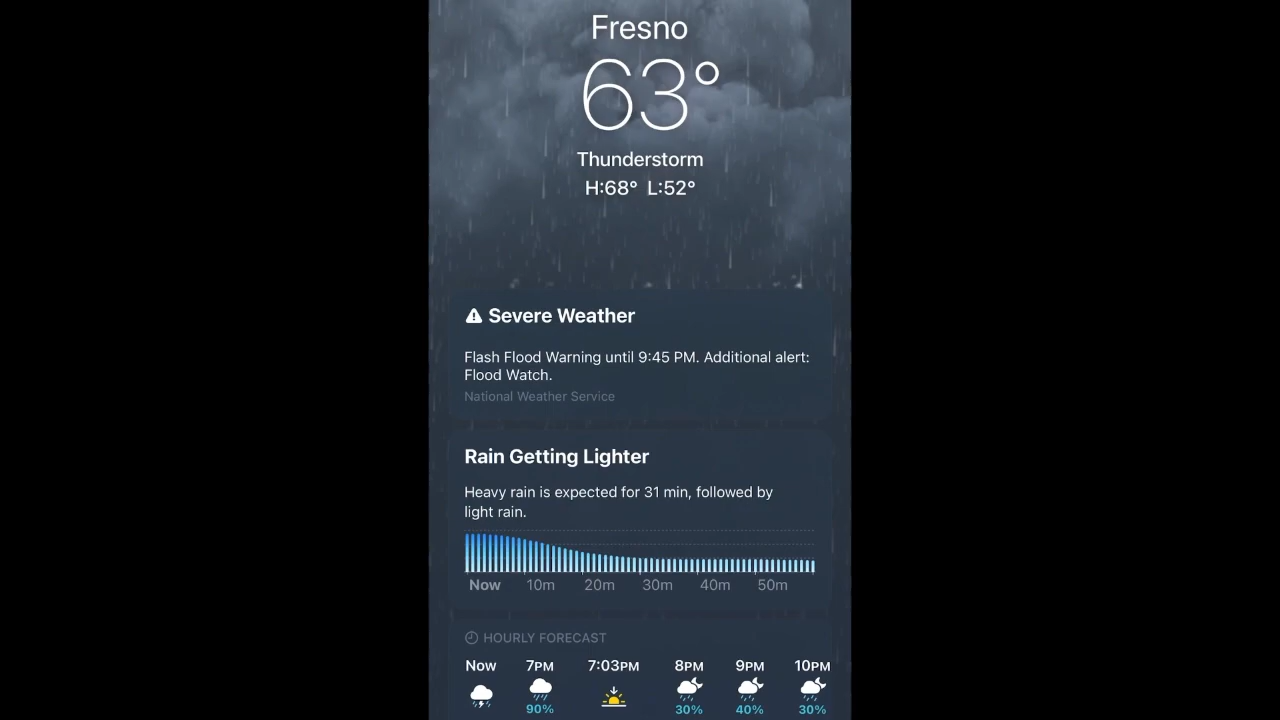 Fresno
63°
Thunderstorm
H:68° L:52°
Severe Weather
Flash Flood Warning until 9:45 PM. Additional alert:
Flood Watch.
National Weather Service
Rain Getting Lighter
Heavy rain is expected for 31 min, followed by
light rain.
Now 10m 20m 30m 40m 50m
HOURLY FORECAST
Now 7PM 7:03PM 8PM 9PM 10PM
90% 30% 40% 30%